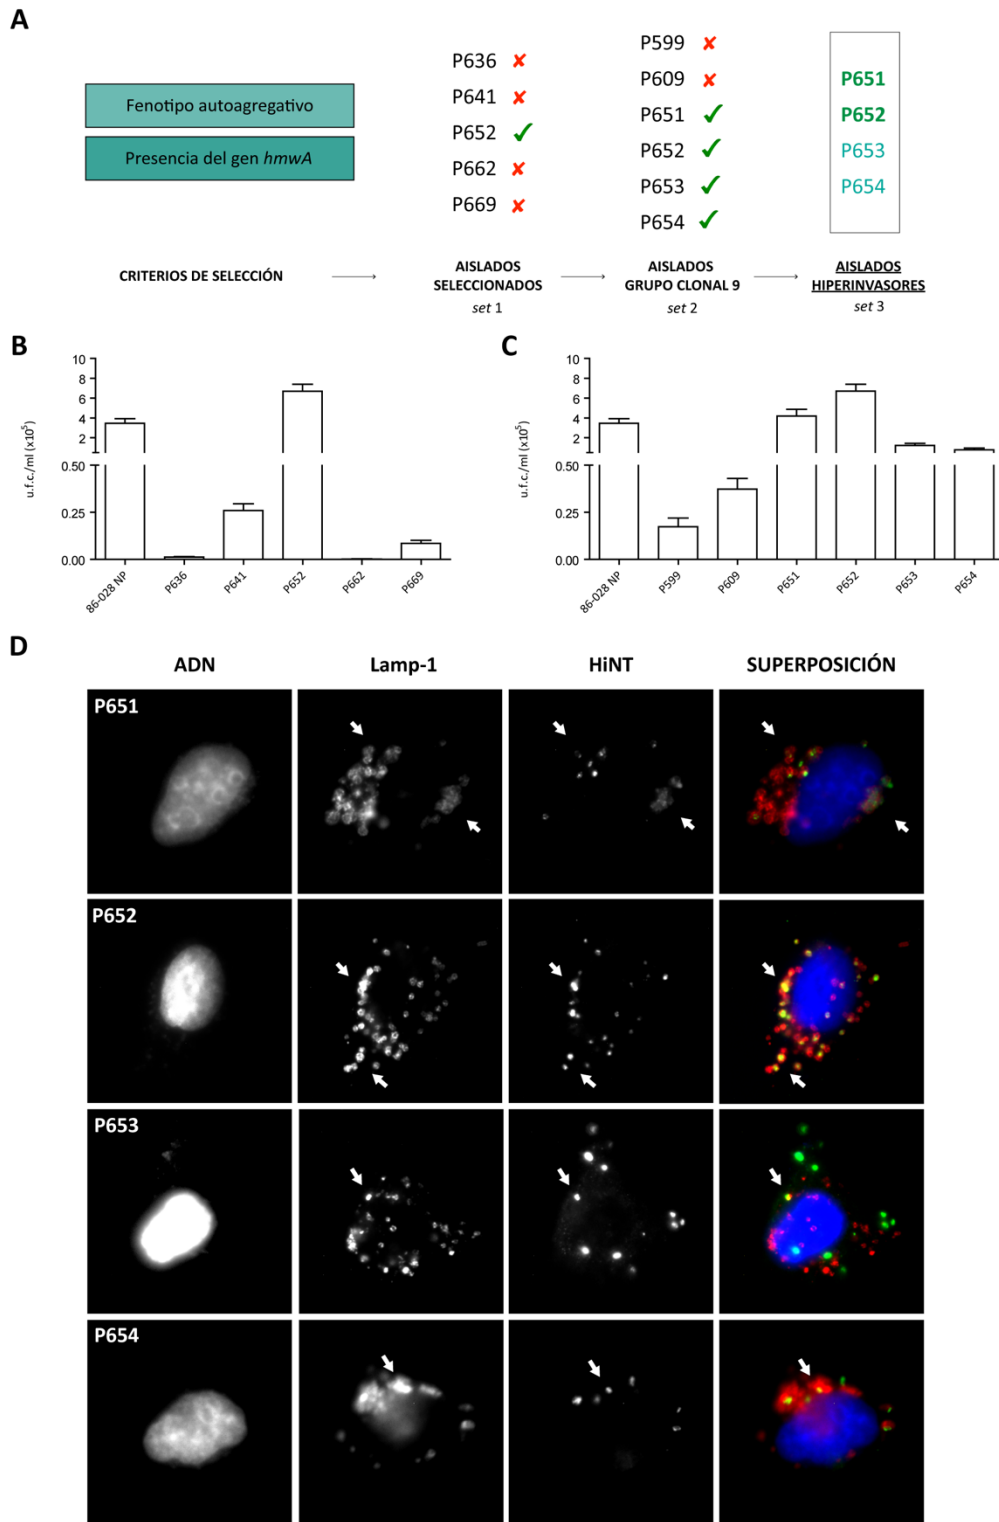 A
Fenotipo autoagregativo
Presencia del gen hmwA
P636 ✘
P641 ✘
P652 ✓
P662 ✘
P669 ✘
P599 ✘
P609 ✘
P651 ✓
P652 ✓
P653 ✓
P654 ✓
P651
P652
P653
P654
CRITERIOS DE SELECCIÓN
AISLADOS
SELECCIONADOS
set 1
AISLADOS
GRUPO CLONAL 9
set 2
AISLADOS
HIPERINVASORES
set 3
B
u.f.c./ml (x10⁵)
10
8
6
4
2
0.50
0.25
0.00
86-028 NP
P636
P641
P652
P662
P669
C
u.f.c./ml (x10⁵)
10
8
6
4
2
0.50
0.25
0.00
86-028 NP
P599
P609
P651
P652
P653
P654
D
ADN
Lamp-1
HiNT
SUPERPOSICIÓN
P651
P652
P653
P654